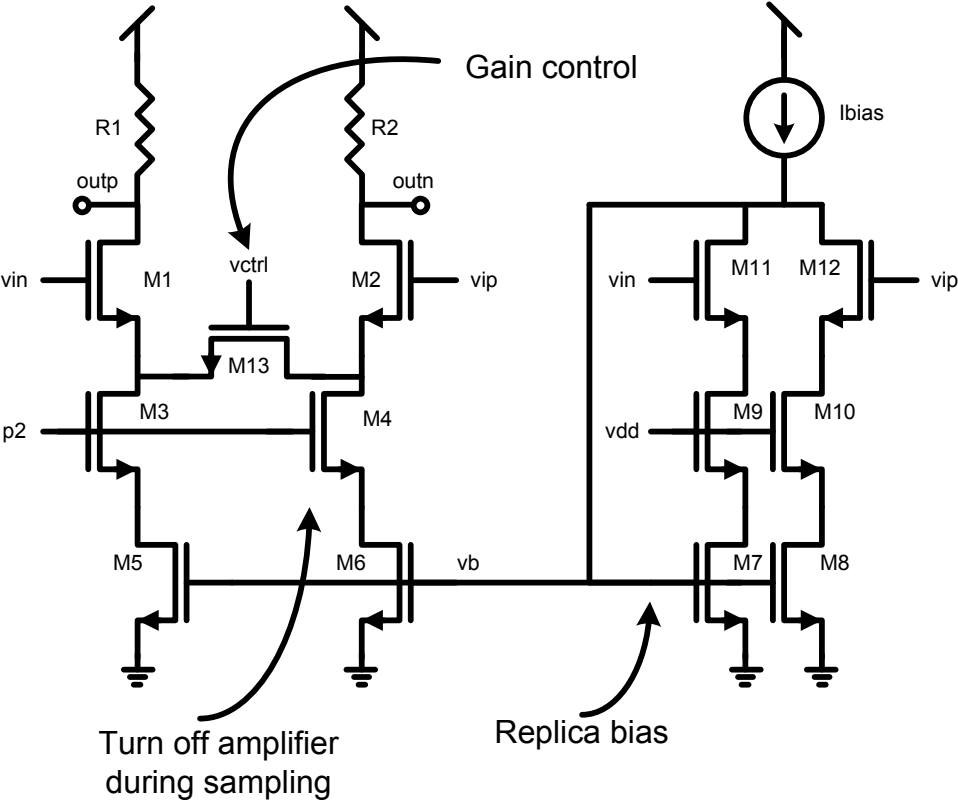 Gain control
R1
R2
Ibias
outp
outn
vctrl
vin
M1
M2
vip
vin
M11
M12
vip
M13
M3
M4
M9
M10
p2
vdd
M5
M6
vb
M7
M8
Turn off amplifier
during sampling
Replica bias